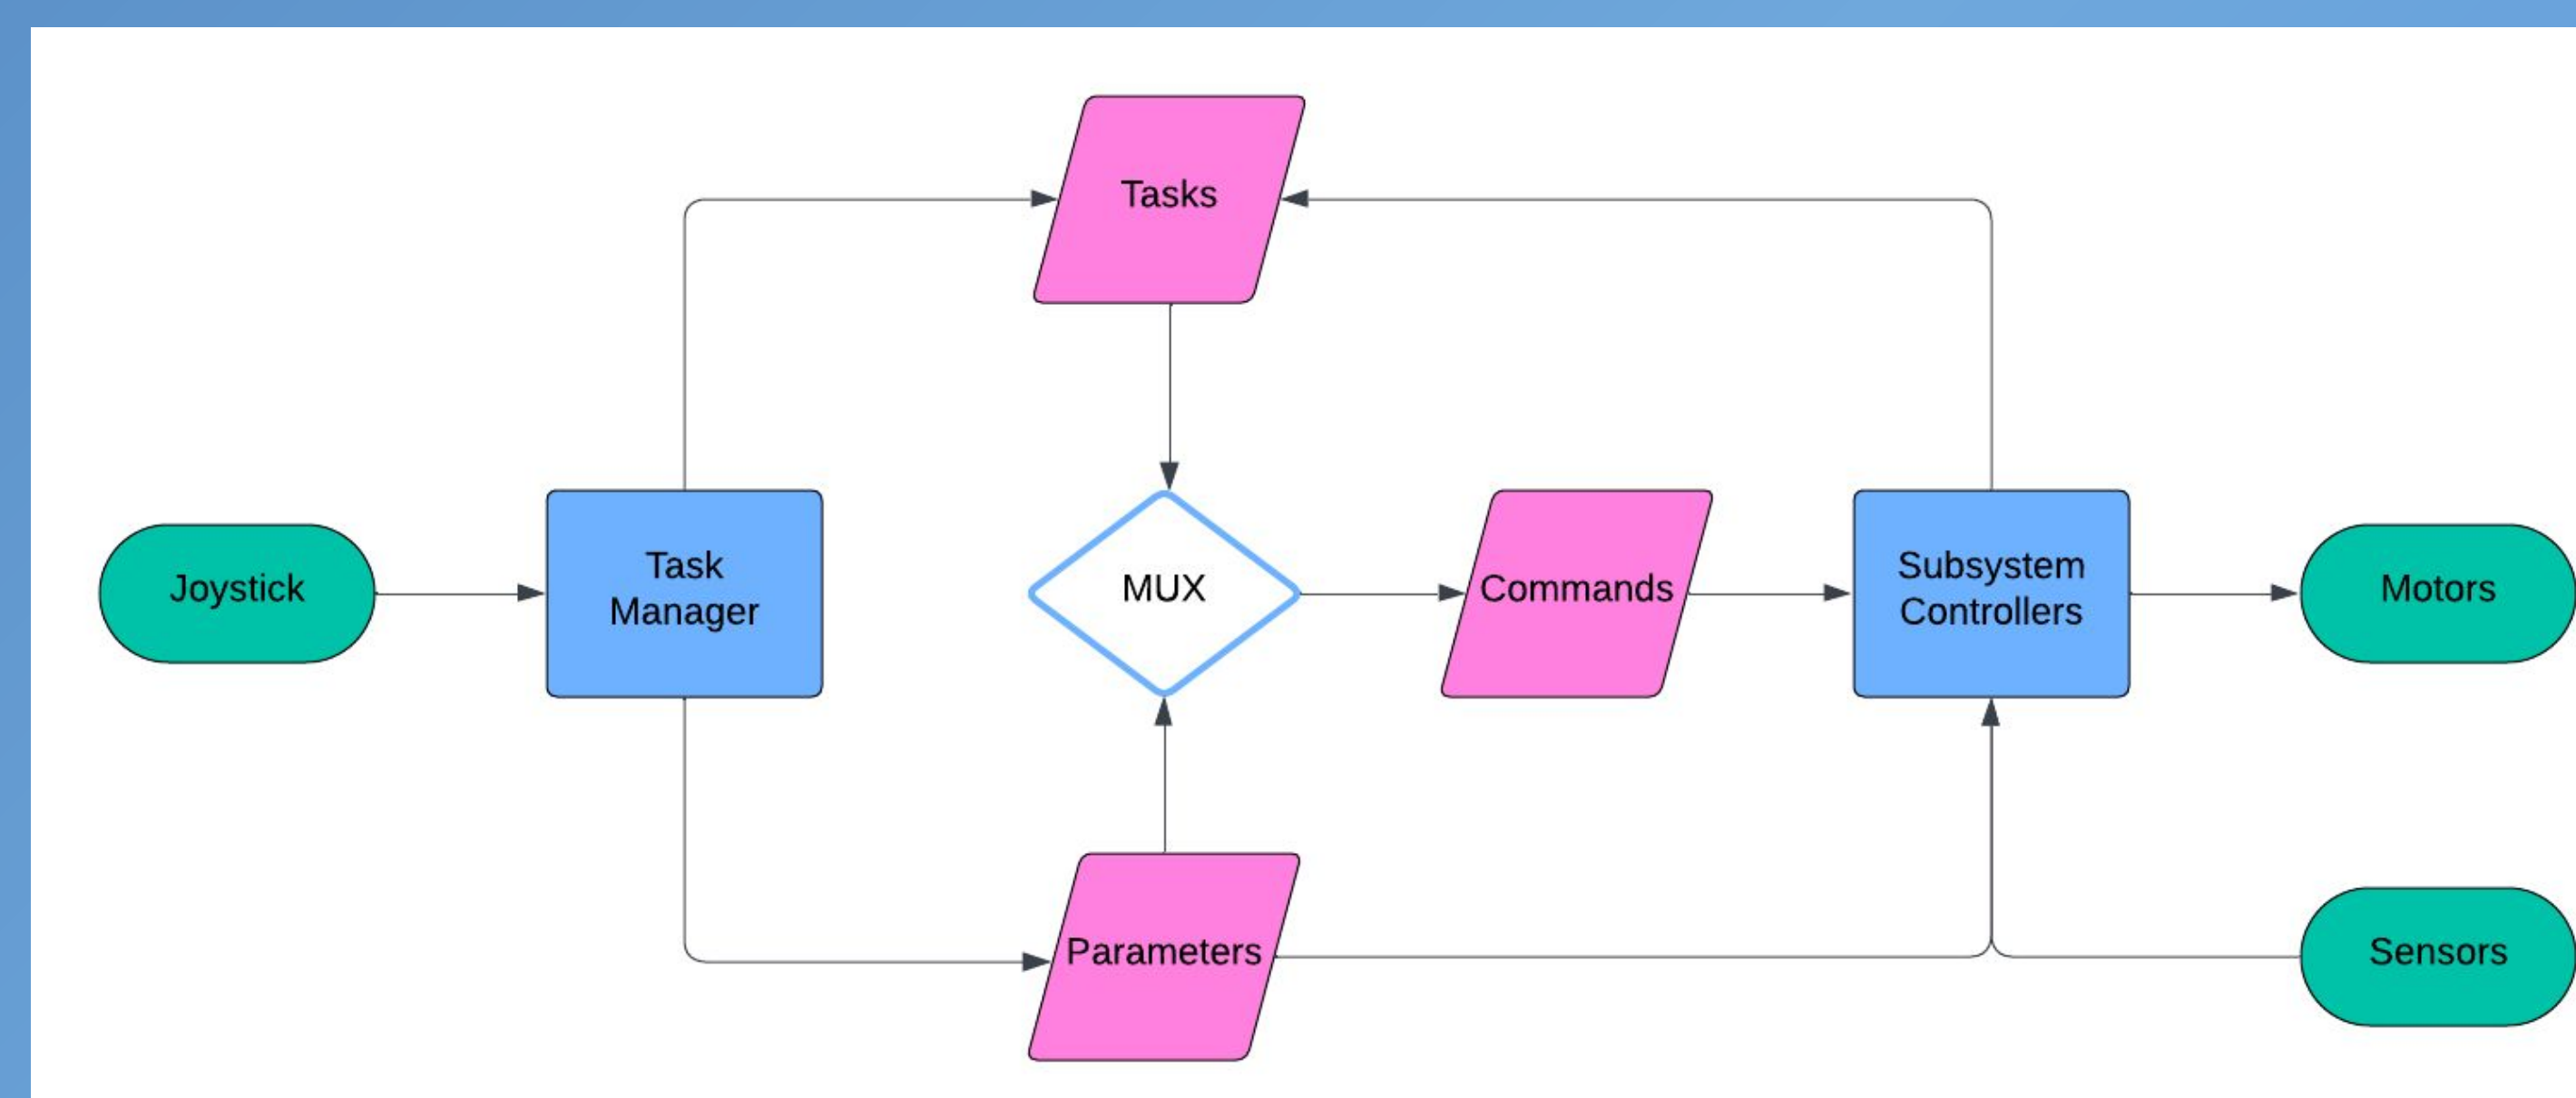 Tasks
Joystick
Task
Manager
MUX
Commands
Subsystem
Controllers
Motors
Parameters
Sensors